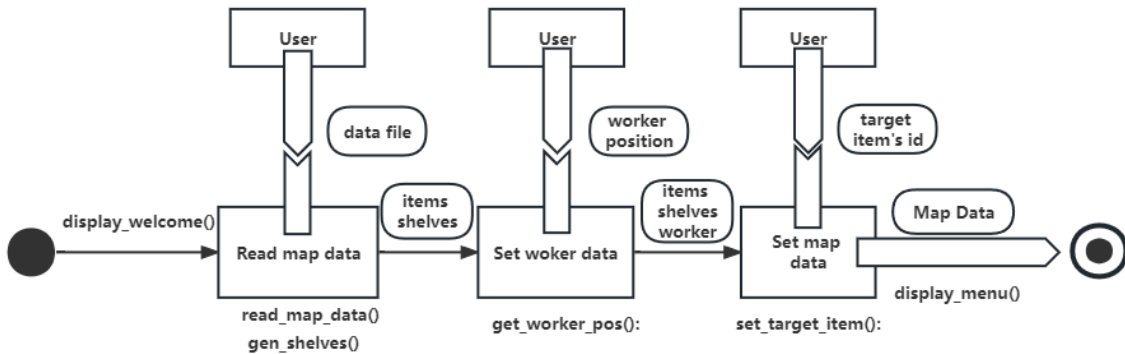 User
User
User
data file
worker
position
target
item's id
display_welcome()
items
shelves
items
shelves
worker
Map Data
Read map data
Set woker data
Set map
data
display_menu()
read_map_data()
gen_shelves()
get_worker_pos():
set_target_item():